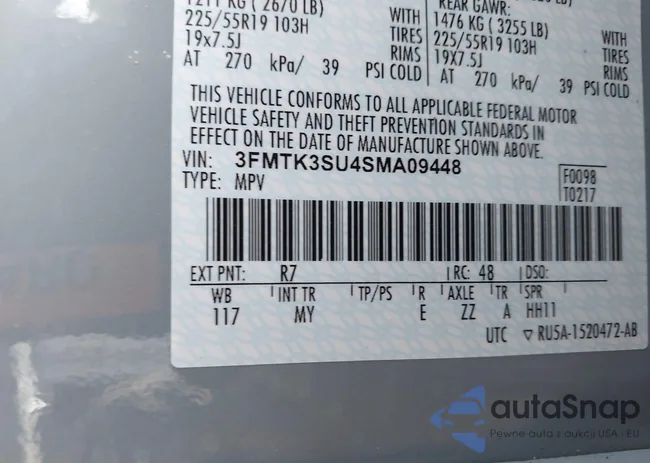 1211 KG ( 2670 LB) WITH
225/55R19 103H TIRES
19x7.5J RIMS
AT 270 kPa/ 39 PSI COLD
REAR GAWR:
1476 KG ( 3255 LB) WITH
225/55R19 103H TIRES
19x7.5J RIMS
AT 270 kPa/ 39 PSI COLD
THIS VEHICLE CONFORMS TO ALL APPLICABLE FEDERAL MOTOR
VEHICLE SAFETY AND THEFT PREVENTION STANDARDS IN
EFFECT ON THE DATE OF MANUFACTURE SHOWN ABOVE.
VIN: 3FMTK3SU4SMA09448
TYPE: MPV
F0098
T0217
EXT PNT: R7 RC: 48 DSO:
WB INT TR TP/PS R AXLE TR SPR
117 MY E ZZ A HH11
UTC ▽ RU5A-1520472-AB
autaSnap
Pewne auta z aukcji USA - EU